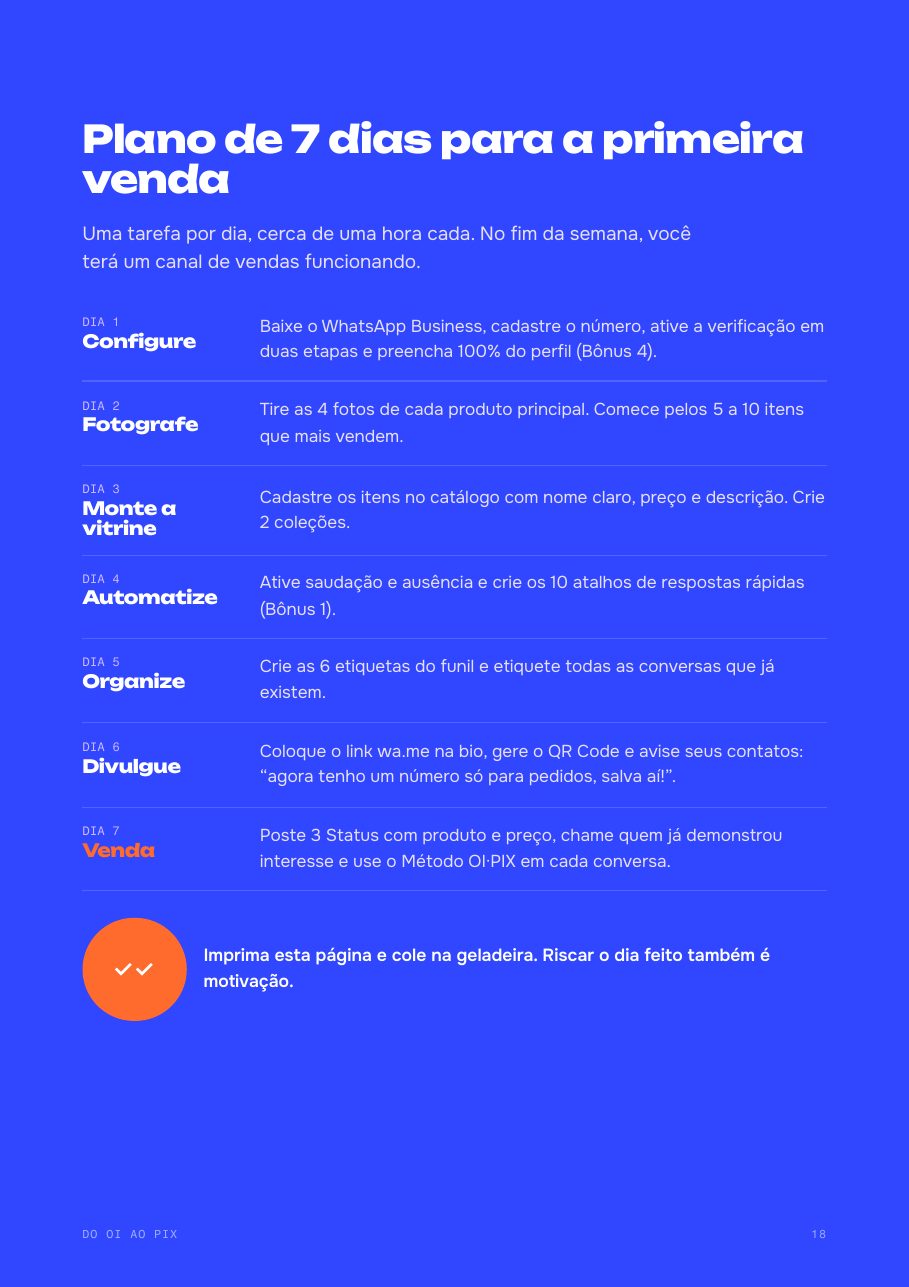 Plano de 7 dias para a primeira
venda
Uma tarefa por dia, cerca de uma hora cada. No fim da semana, você
terá um canal de vendas funcionando.
DIA 1
Configure
Baixe o WhatsApp Business, cadastre o número, ative a verificação em
duas etapas e preencha 100% do perfil (Bônus 4).
DIA 2
Fotografe
Tire as 4 fotos de cada produto principal. Comece pelos 5 a 10 itens
que mais vendem.
DIA 3
Monte a
vitrine
Cadastre os itens no catálogo com nome claro, preço e descrição. Crie
2 coleções.
DIA 4
Automatize
Ative saudação e ausência e crie os 10 atalhos de respostas rápidas
(Bônus 1).
DIA 5
Organize
Crie as 6 etiquetas do funil e etiquete todas as conversas que já
existem.
DIA 6
Divulgue
Coloque o link wa.me na bio, gere o QR Code e avise seus contatos:
“agora tenho um número só para pedidos, salva aí!”.
DIA 7
Venda
Poste 3 Status com produto e preço, chame quem já demonstrou
interesse e use o Método OI·PIX em cada conversa.
Imprima esta página e cole na geladeira. Riscar o dia feito também é
motivação.
DO OI AO PIX
18